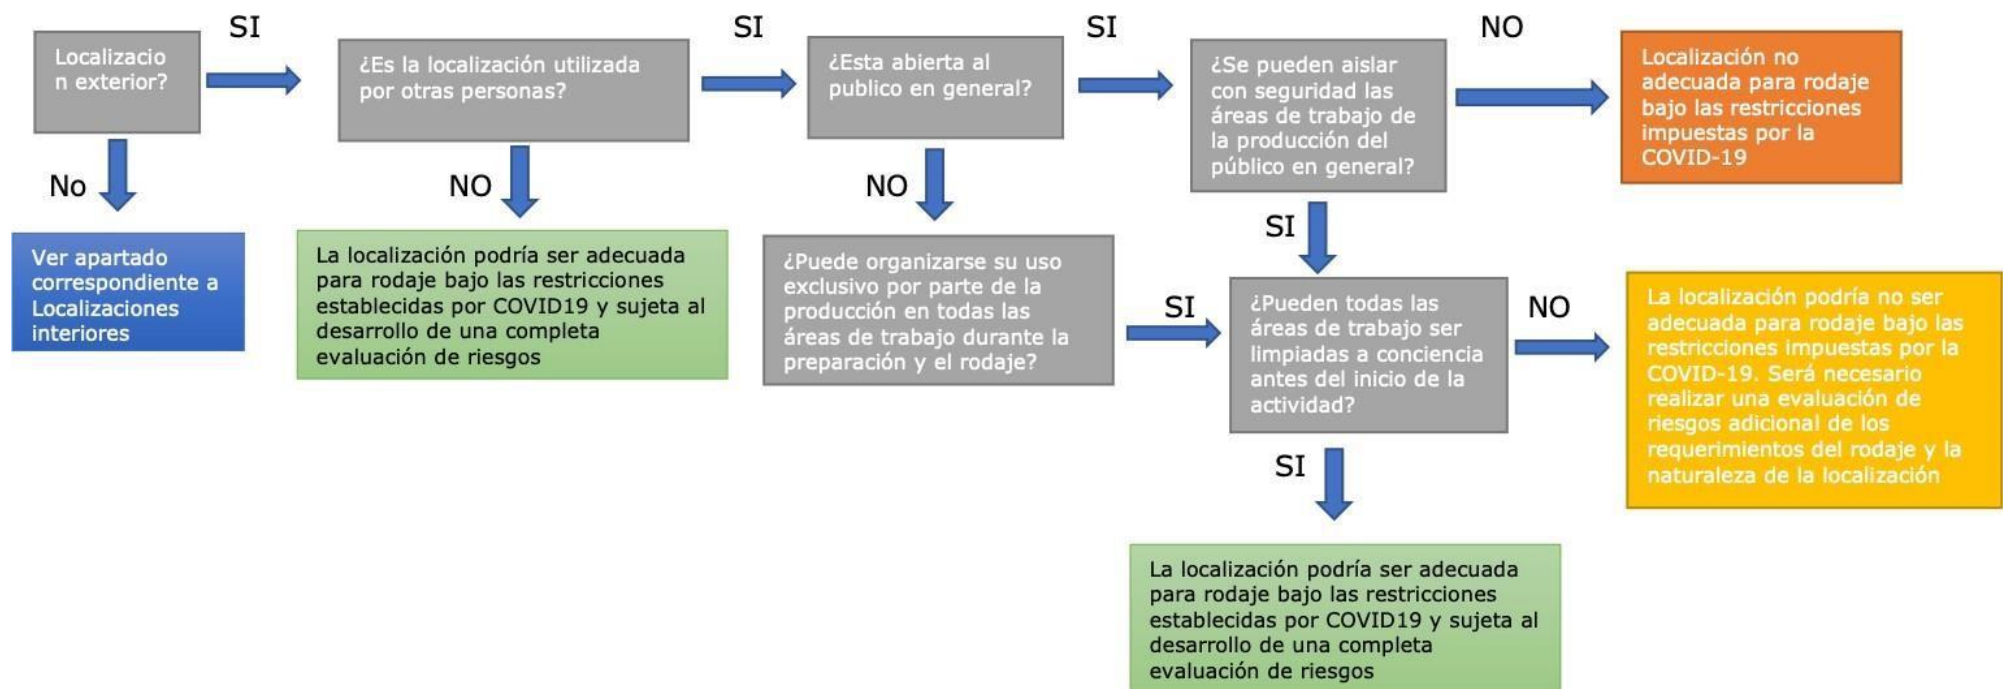 SI
SI
SI
NO
Localizacio
n exterior?
¿Es la localización utilizada
por otras personas?
¿Esta abierta al
publico en general?
¿Se pueden aislar
con seguridad las
áreas de trabajo de
la producción del
público en general?
Localización no
adecuada para rodaje
bajo las restricciones
impuestas por la
COVID-19
No
NO
NO
SI
Ver apartado
correspondiente a
Localizaciones
interiores
La localización podría ser adecuada
para rodaje bajo las restricciones
establecidas por COVID19 y sujeta al
desarrollo de una completa
evaluación de riesgos
¿Puede organizarse su uso
exclusivo por parte de la
producción en todas las
áreas de trabajo durante la
preparación y el rodaje?
SI
¿Pueden todas las
áreas de trabajo ser
limpiadas a conciencia
antes del inicio de la
actividad?
NO
La localización podría no ser
adecuada para rodaje bajo las
restricciones impuestas por la
COVID-19. Será necesario
realizar una evaluación de
riesgos adicional de los
requerimientos del rodaje y la
naturaleza de la localización
SI
La localización podría ser adecuada
para rodaje bajo las restricciones
establecidas por COVID19 y sujeta al
desarrollo de una completa
evaluación de riesgos